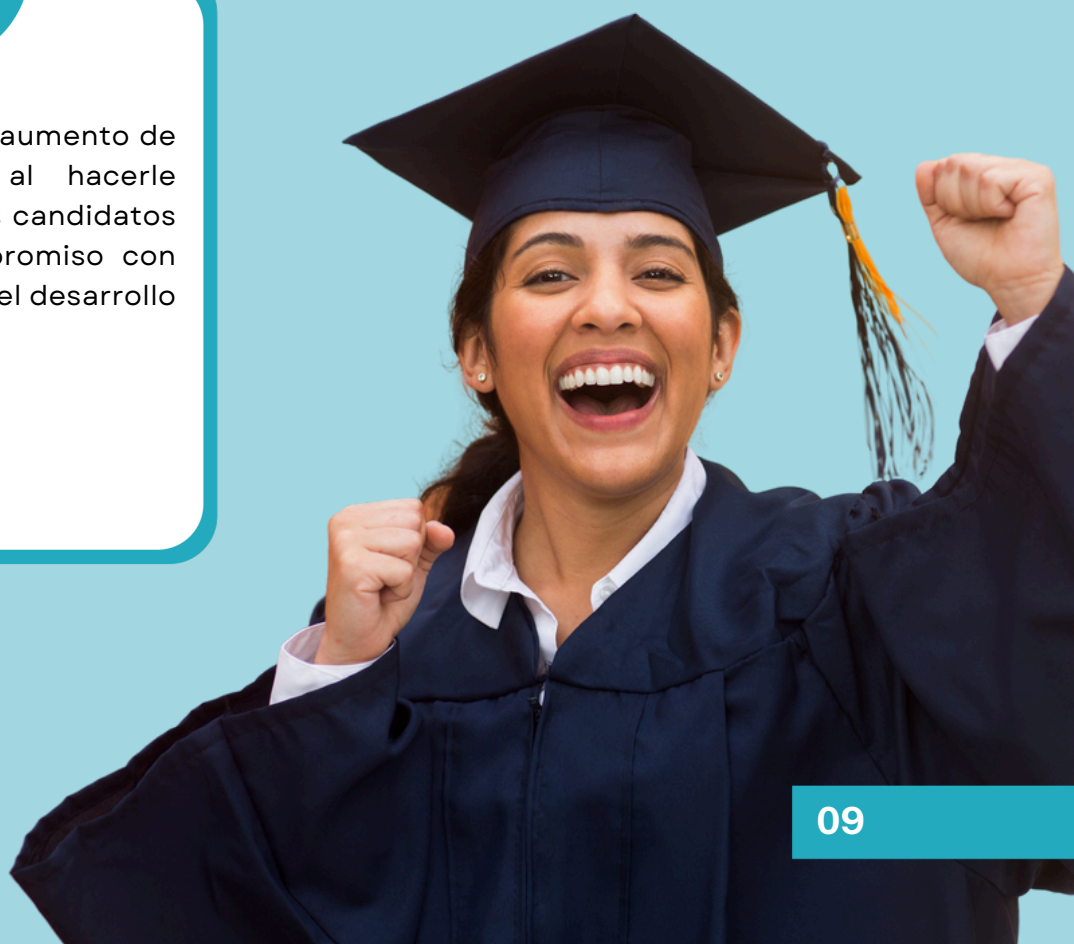 aumento de
al hacerle
candidatos
promiso con
el desarrollo
09